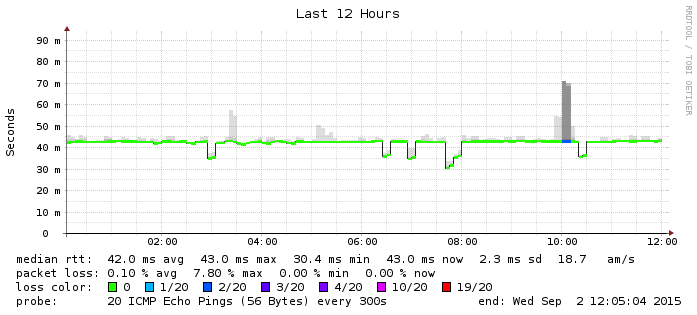 Last 12 Hours
RRDTOOL / TOBI OETIKER
Seconds
90 m
80 m
70 m
60 m
50 m
40 m
30 m
20 m
10 m
0
02:00 04:00 06:00 08:00 10:00 12:00
median rtt: 42.0 ms avg 43.0 ms max 30.4 ms min 43.0 ms now 2.3 ms sd 18.7 am/s
packet loss: 0.10 % avg 7.80 % max 0.00 % min 0.00 % now
loss color: 0 1/20 2/20 3/20 4/20 10/20 19/20
probe: 20 ICMP Echo Pings (56 Bytes) every 300s end: Wed Sep 2 12:05:04 2015